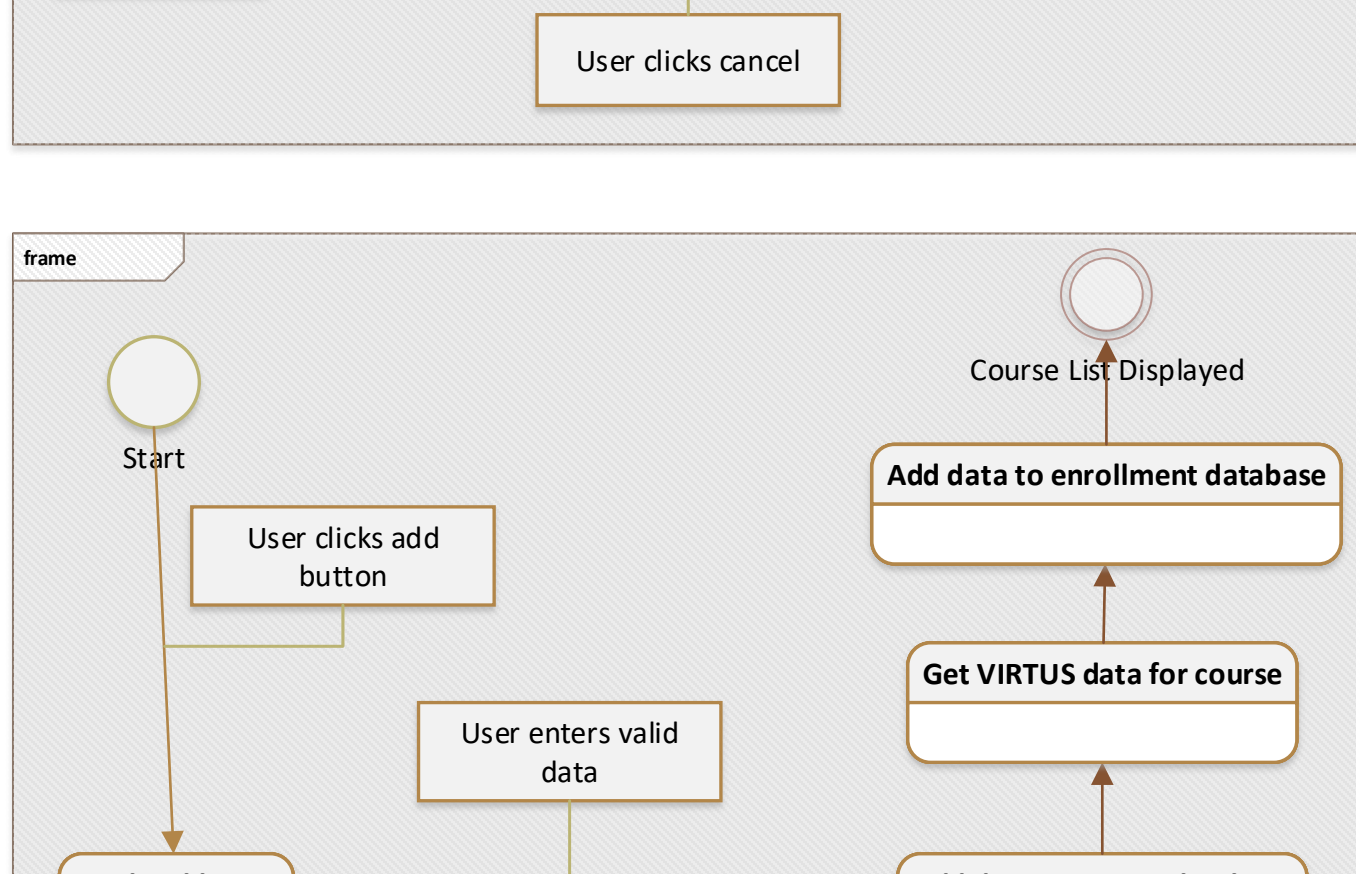 User clicks cancel
frame
Course List Displayed
Start
Add data to enrollment database
User clicks add
button
Get VIRTUS data for course
User enters valid
data